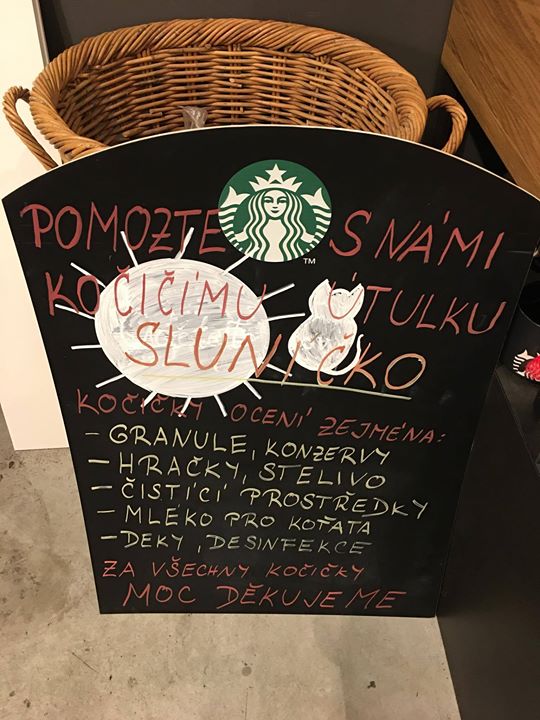 POMOZTE S NÁMI
KOČIČÍMU ÚTULKU
SLUNÍČKO
KOČIČKY OCENÍ ZEJMÉNA:
- GRANULE, KONZERVY
- HRAČKY, STELIVO
- ČISTÍCÍ PROSTŘEDKY
- MLÉKO PRO KOŤATA
- DEKY, DESINFEKCE
ZA VŠECHNY KOČIČKY
MOC DĚKUJEME
TM